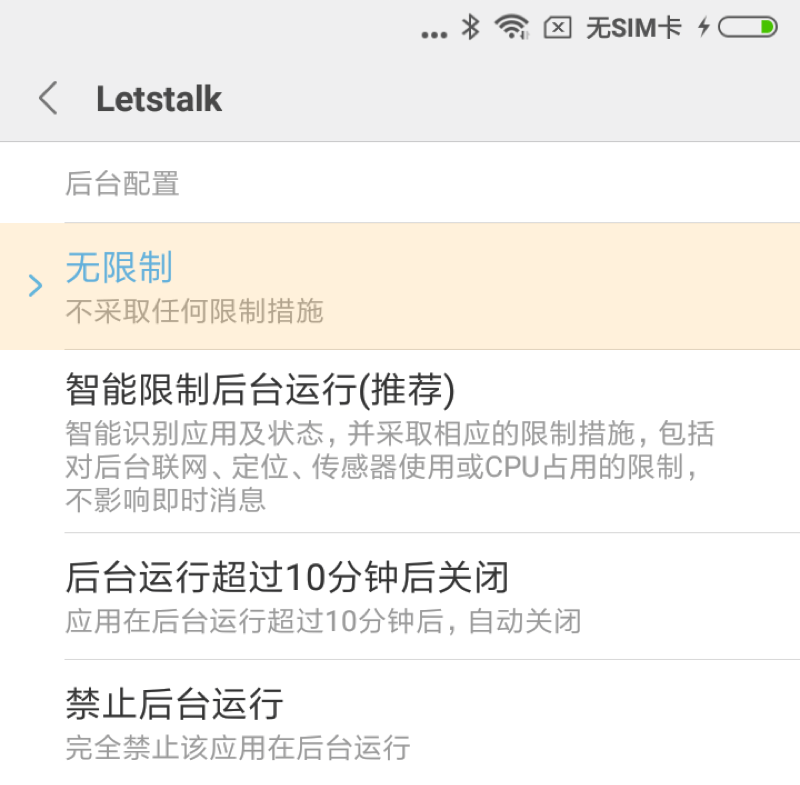 无SIM卡
Letstalk
后台配置
无限制
不采取任何限制措施
智能限制后台运行(推荐)
智能识别应用及状态，并采取相应的限制措施，包括
对后台联网、定位、传感器使用或CPU占用的限制，
不影响即时消息
后台运行超过10分钟后关闭
应用在后台运行超过10分钟后，自动关闭
禁止后台运行
完全禁止该应用在后台运行